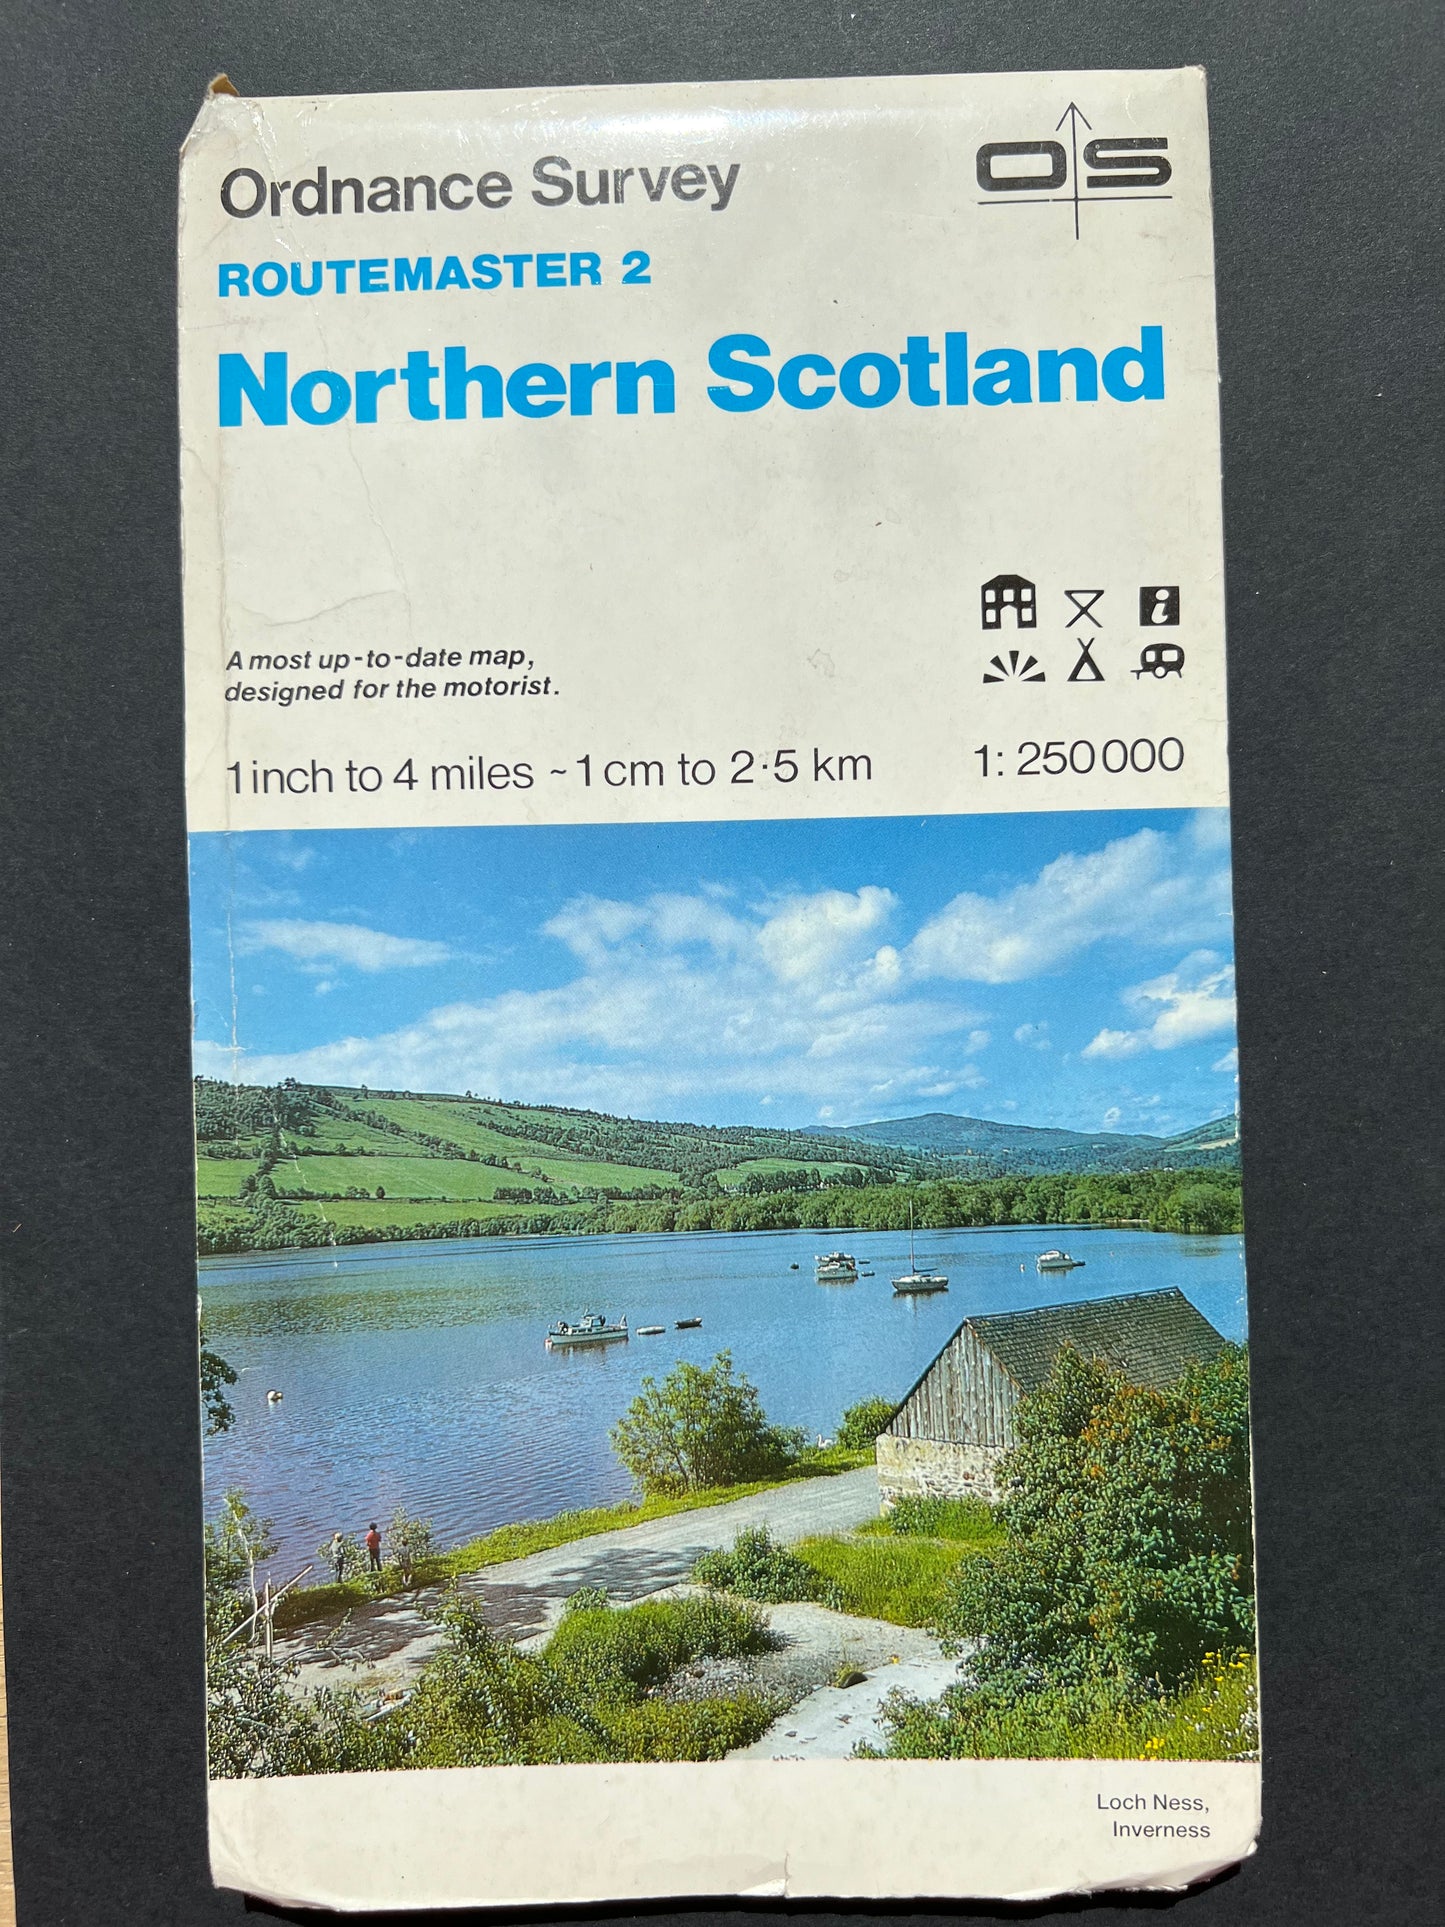 Ordnance Survey
OS
ROUTEMASTER 2
Northern Scotland
i
A most up-to-date map,
designed for the motorist.
1 inch to 4 miles ~ 1 cm to 2·5 km
1: 250 000
Loch Ness,
Inverness